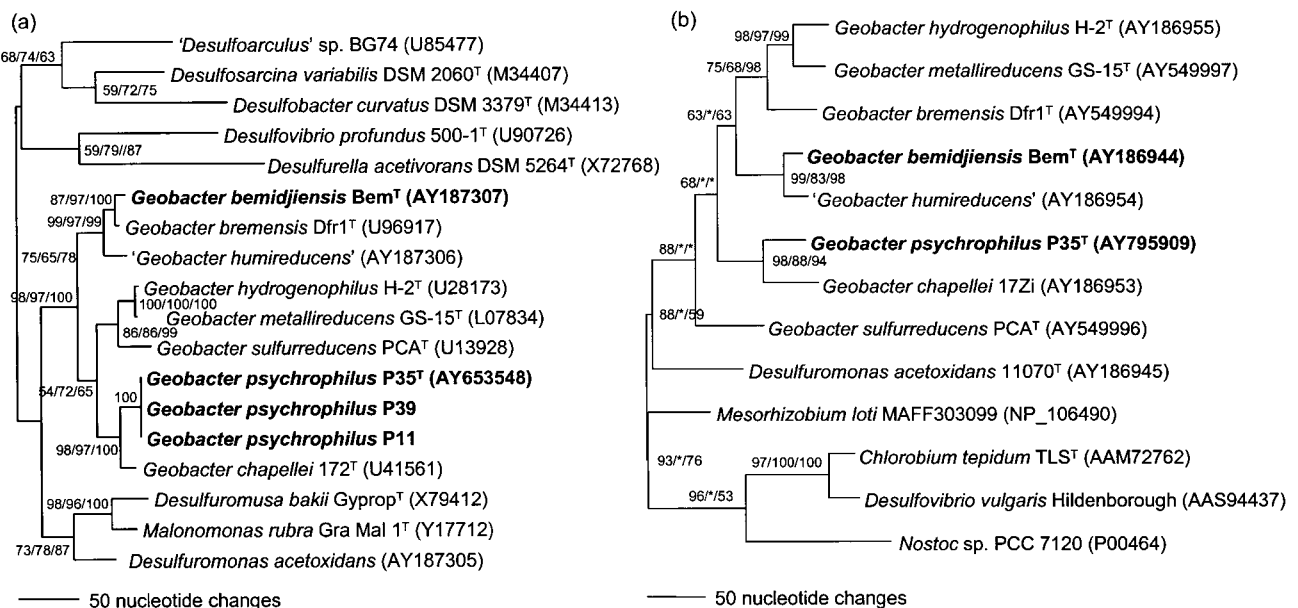 (a)
68/74/63
'Desulfoarculus' sp. BG74 (U85477)
Desulfosarcina variabilis DSM 2060ᵀ (M34407)
59/72/75
Desulfobacter curvatus DSM 3379ᵀ (M34413)
Desulfovibrio profundus 500-1ᵀ (U90726)
59/79//87
Desulfurella acetivorans DSM 5264ᵀ (X72768)
87/97/100
Geobacter bemidjiensis Bemᵀ (AY187307)
99/97/99
Geobacter bremensis Dfr1ᵀ (U96917)
75/65/78
'Geobacter humireducens' (AY187306)
98/97/100
Geobacter hydrogenophilus H-2ᵀ (U28173)
100/100/100
Geobacter metallireducens GS-15ᵀ (L07834)
86/86/99
Geobacter sulfurreducens PCAᵀ (U13928)
54/72/65
Geobacter psychrophilus P35ᵀ (AY653548)
100
Geobacter psychrophilus P39
Geobacter psychrophilus P11
98/97/100
Geobacter chapellei 172ᵀ (U41561)
98/96/100
Desulfuromusa bakii Gypropᵀ (X79412)
Malonomonas rubra Gra Mal 1ᵀ (Y17712)
73/78/87
Desulfuromonas acetoxidans (AY187305)
50 nucleotide changes
(b)
98/97/99
Geobacter hydrogenophilus H-2ᵀ (AY186955)
75/68/98
Geobacter metallireducens GS-15ᵀ (AY549997)
63/*/63
Geobacter bremensis Dfr1ᵀ (AY549994)
Geobacter bemidjiensis Bemᵀ (AY186944)
99/83/98
68/*/*
'Geobacter humireducens' (AY186954)
88/*/*
Geobacter psychrophilus P35ᵀ (AY795909)
98/88/94
Geobacter chapellei 17Zi (AY186953)
88/*/59
Geobacter sulfurreducens PCAᵀ (AY549996)
Desulfuromonas acetoxidans 11070ᵀ (AY186945)
Mesorhizobium loti MAFF303099 (NP_106490)
93/*/76
97/100/100
Chlorobium tepidum TLSᵀ (AAM72762)
96/*/53
Desulfovibrio vulgaris Hildenborough (AAS94437)
Nostoc sp. PCC 7120 (P00464)
50 nucleotide changes